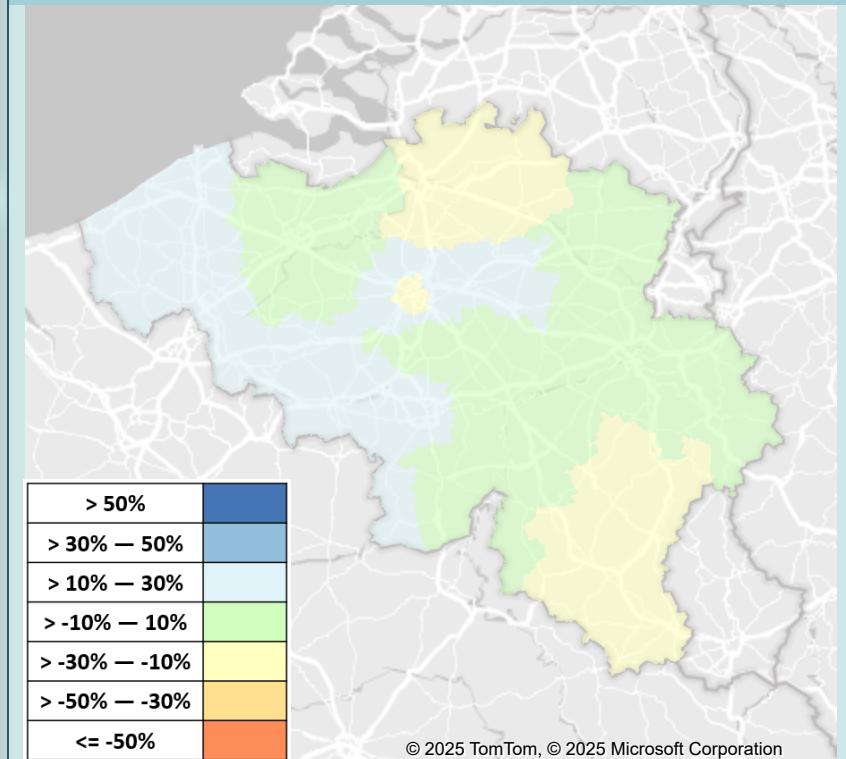 > 50%
> 30% — 50%
> 10% — 30%
> -10% — 10%
> -30% — -10%
> -50% — -30%
<= -50%
© 2025 TomTom, © 2025 Microsoft Corporation